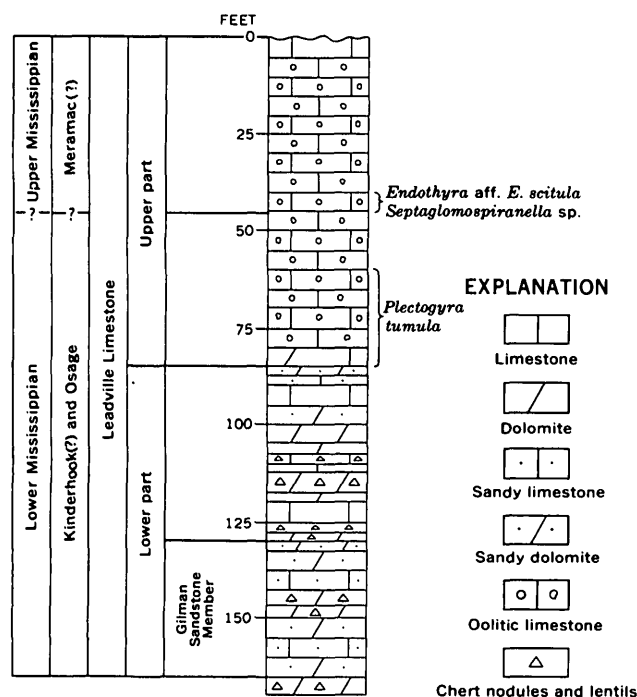 FEET
0
25
50
75
100
125
150
Upper Mississippian
-?-
Lower Mississippian
Meramac(?)
?
Kinderhook(?) and Osage
Leadville Limestone
Upper part
Lower part
Gilman
Sandstone
Member
Endothyra aff. E. scitula
Septaglomospiranella sp.
Plectogyra
tumula
EXPLANATION
Limestone
Dolomite
Sandy limestone
Sandy dolomite
Oolitic limestone
Chert nodules and lentils